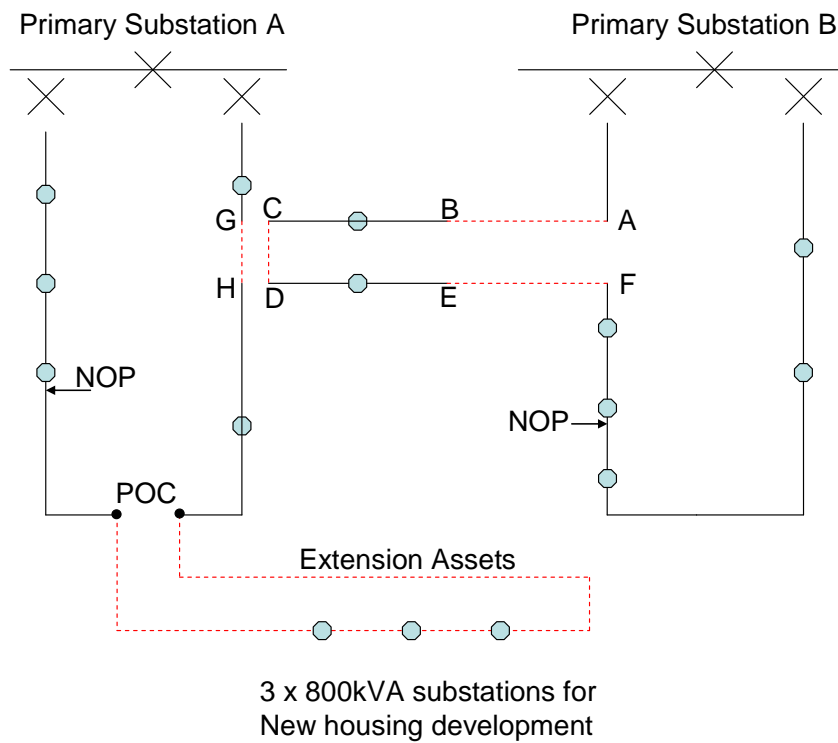 Primary Substation A
Primary Substation B
G
C
B
A
H
D
E
F
NOP
NOP
POC
Extension Assets
3 x 800kVA substations for
New housing development